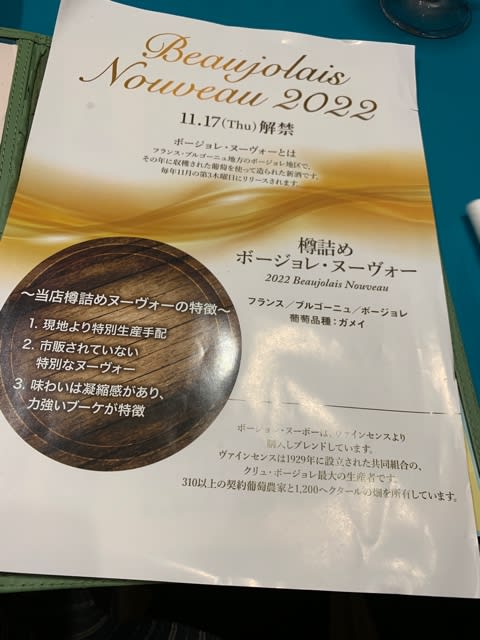 Beaujolais
Nouveau 2022
11.17(Thu) 解禁
ボージョレ・ヌーヴォーとは
フランス・ブルゴーニュ地方のボージョレ地区で、
その年に収穫された葡萄を使って造られた新酒です。
毎年11月の第3木曜日にリリースされます
樽詰め
ボージョレ・ヌーヴォー
2022 Beaujolais Nouveau
フランス／ブルゴーニュ／ボージョレ
葡萄品種：ガメイ
〜当店樽詰めヌーヴォーの特徴〜
1. 現地より特別生産手配
2. 市販されていない
特別なヌーヴォー
3. 味わいは凝縮感があり、
力強いブーケが特徴
ボージョレ・ヌーボーは、ヴァインセンスより
購入しブレンドしています。
ヴァインセンスは1929年に設立された共同組合の、
クリュ・ボージョレ最大の生産者です。
310以上の契約葡萄農家と1,200ヘクタールの畑を所有しています。